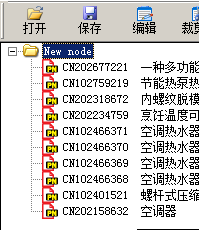 打开 保存 编辑 裁剪
New node
CN202677221 一种多功能
CN102759219 节能热泵热
CN202318672 内螺纹脱模
CN202234759 烹饪温度可
CN102466371 空调热水器
CN102466370 空调热水器
CN102466369 空调热水器
CN102466368 空调热水器
CN102401521 螺杆式压缩
CN202158632 空调器